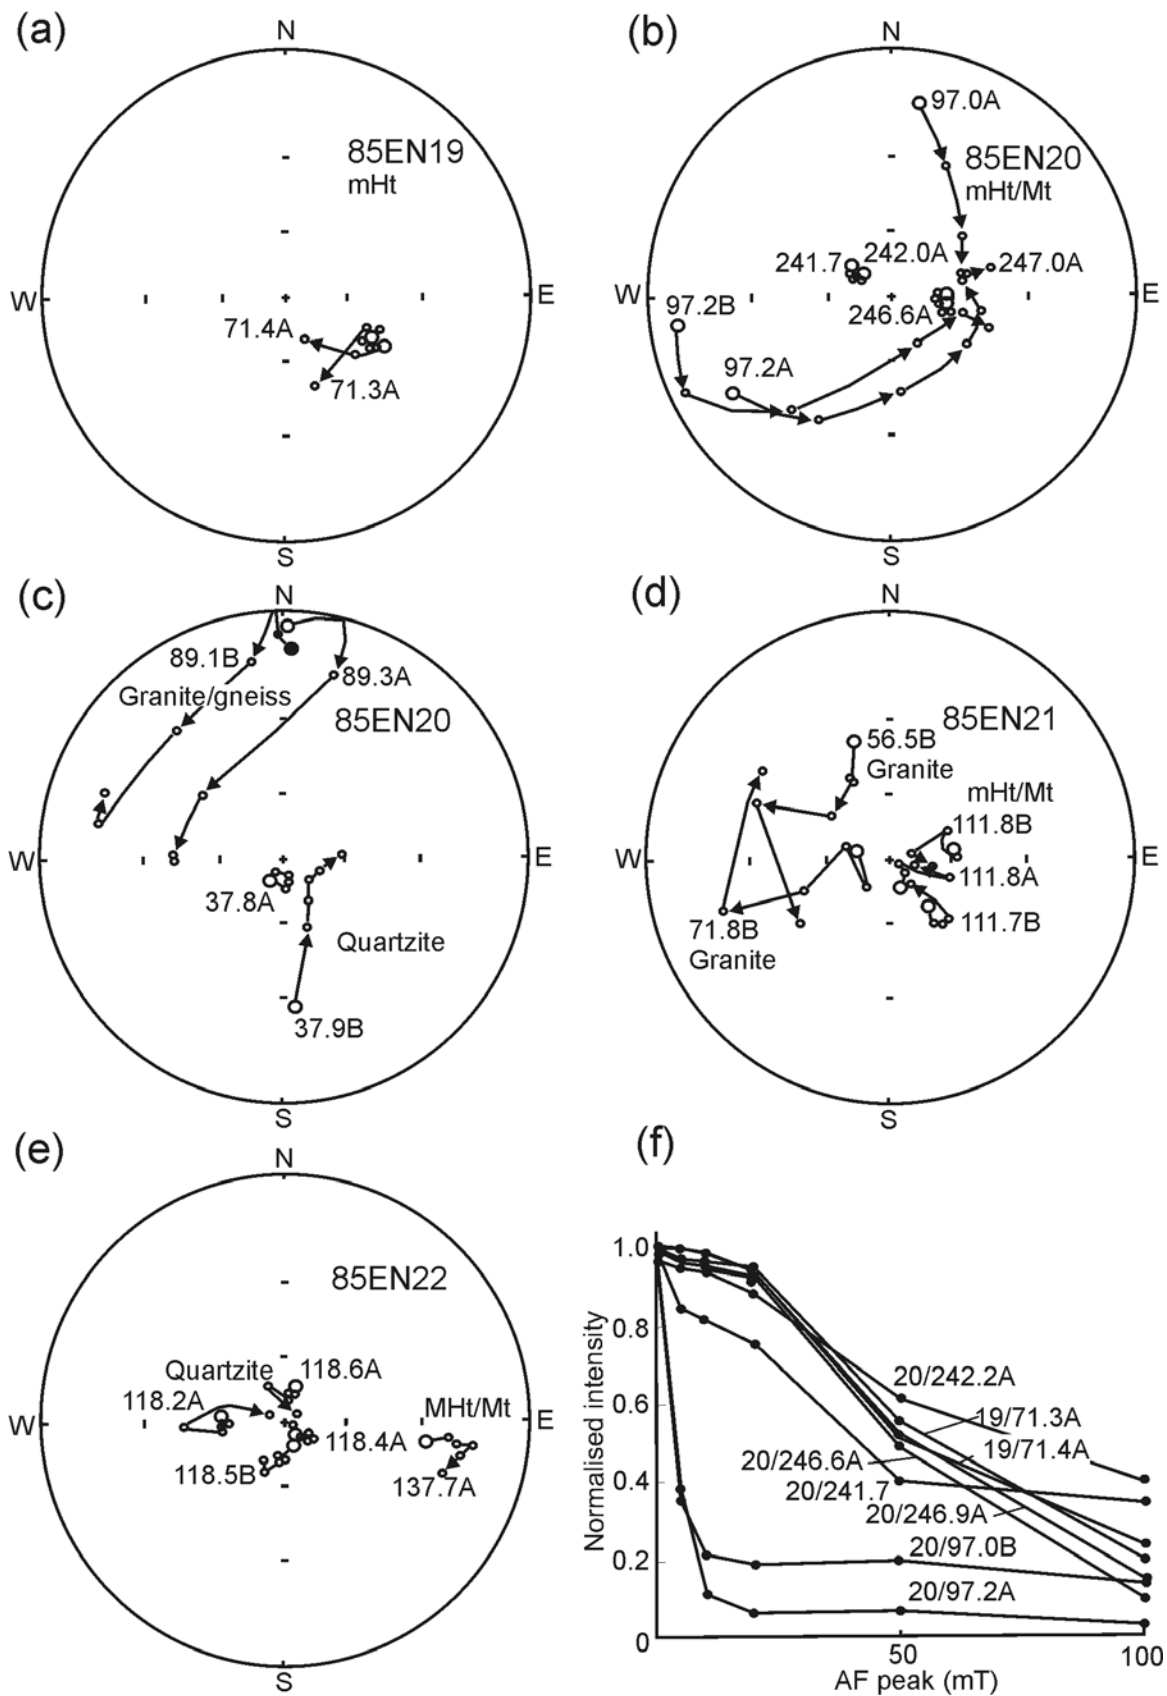 (a)
N
85EN19
mHt
W
E
71.4A
71.3A
S
(b)
N
97.0A
85EN20
mHt/Mt
241.7
242.0A
247.0A
W
E
97.2B
246.6A
97.2A
S
(c)
N
89.1B
89.3A
Granite/gneiss
85EN20
W
E
37.8A
Quartzite
37.9B
S
(d)
N
85EN21
56.5B
Granite
mHt/Mt
111.8B
W
E
111.8A
71.8B
111.7B
Granite
S
(e)
N
85EN22
Quartzite
118.6A
118.2A
MHt/Mt
W
E
118.4A
118.5B
137.7A
S
(f)
1.0
0.8
0.6
0.4
0.2
0
Normalised intensity
20/242.2A
19/71.3A
19/71.4A
20/246.6A
20/241.7
20/246.9A
20/97.0B
20/97.2A
50
100
AF peak (mT)